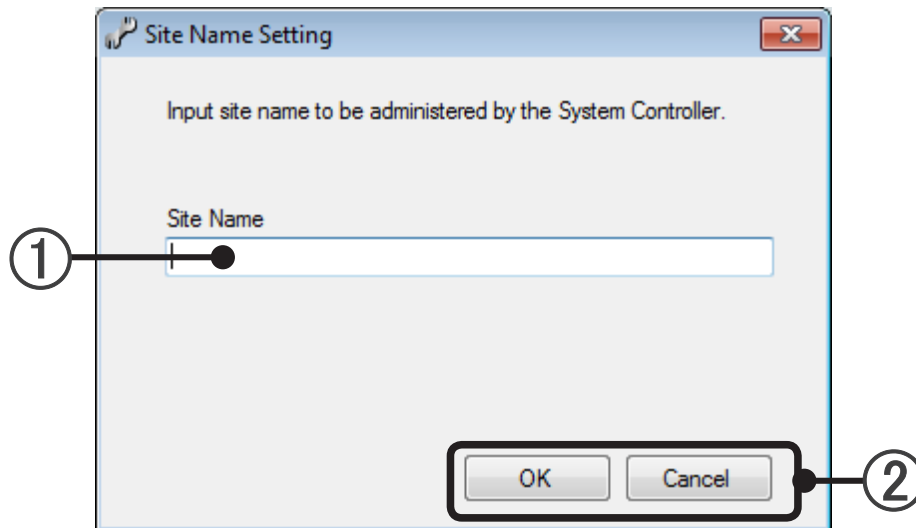 Site Name Setting
Input site name to be administered by the System Controller.
Site Name
①
OK Cancel
②